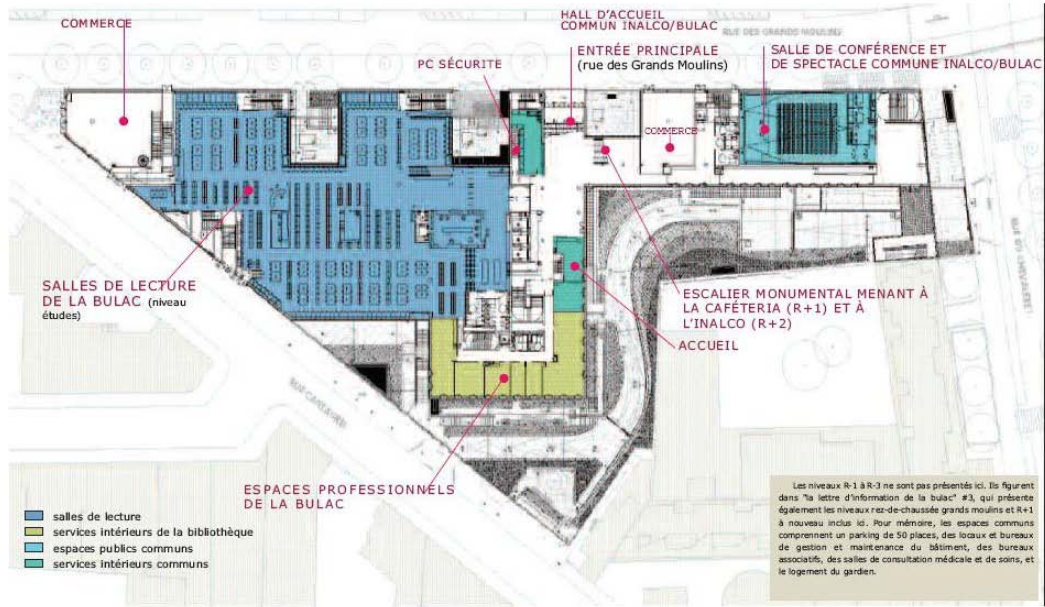 COMMERCE
HALL D'ACCUEIL
COMMUN INALCO/BULAC
RUE DES GRANDS MOULINS
PC SÉCURITE
ENTRÉE PRINCIPALE
(rue des Grands Moulins)
SALLE DE CONFÉRENCE ET
DE SPECTACLE COMMUNE INALCO/BULAC
COMMERCE
SALLES DE LECTURE
DE LA BULAC (niveau
études)
ESCALIER MONUMENTAL MENANT À
LA CAFÉTERIA (R+1) ET À
L'INALCO (R+2)
ACCUEIL
RUE CANTAGREL
ESPACES PROFESSIONNELS
DE LA BULAC
salles de lecture
services intérieurs de la bibliothèque
espaces publics communs
services intérieurs communs
Les niveaux R-1 à R-3 ne sont pas présentés ici. Ils figurent
dans "la lettre d'information de la bulac" #3, qui présente
également les niveaux rez-de-chaussée grands moulins et R+1
à nouveau inclus ici. Pour mémoire, les espaces communs
comprennent un parking de 50 places, des locaux et bureaux
de gestion et maintenance du bâtiment, des bureaux
associatifs, des salles de consultation médicale et de soins, et
le logement du gardien.